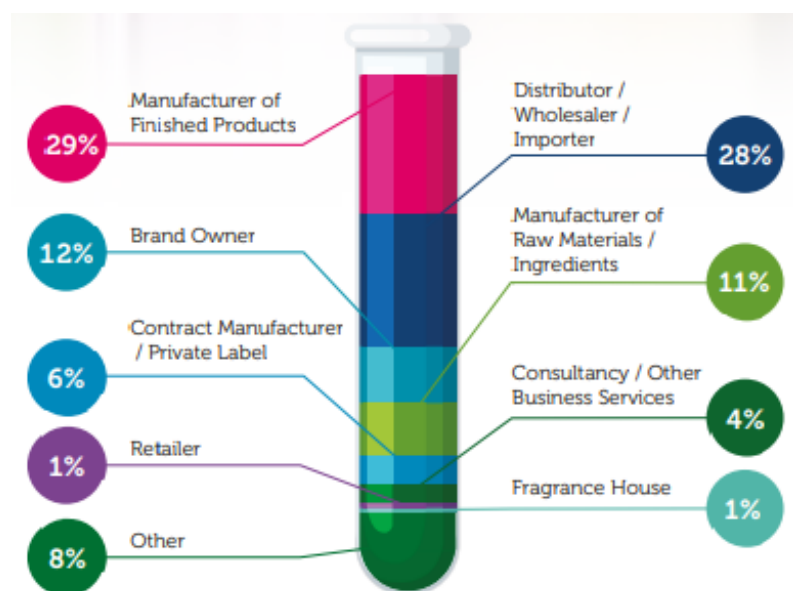 Manufacturer of
Finished Products
29%
Distributor /
Wholesaler /
Importer
28%
Brand Owner
12%
Manufacturer of
Raw Materials /
Ingredients
11%
Contract Manufacturer
/ Private Label
6%
Consultancy / Other
Business Services
4%
Retailer
1%
Fragrance House
1%
Other
8%